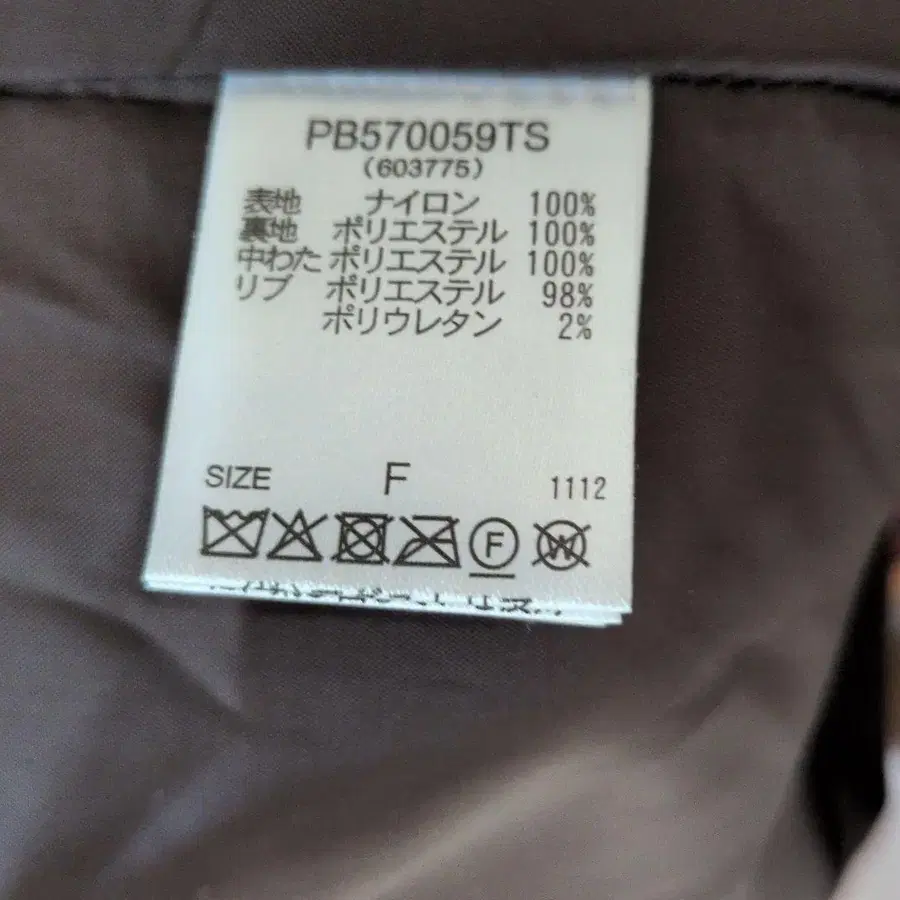 PB570059TS
(603775)
表地 ナイロン 100%
裏地 ポリエステル 100%
中わた ポリエステル 100%
リブ ポリエステル 98%
ポリウレタン 2%
SIZE F 1112
F W